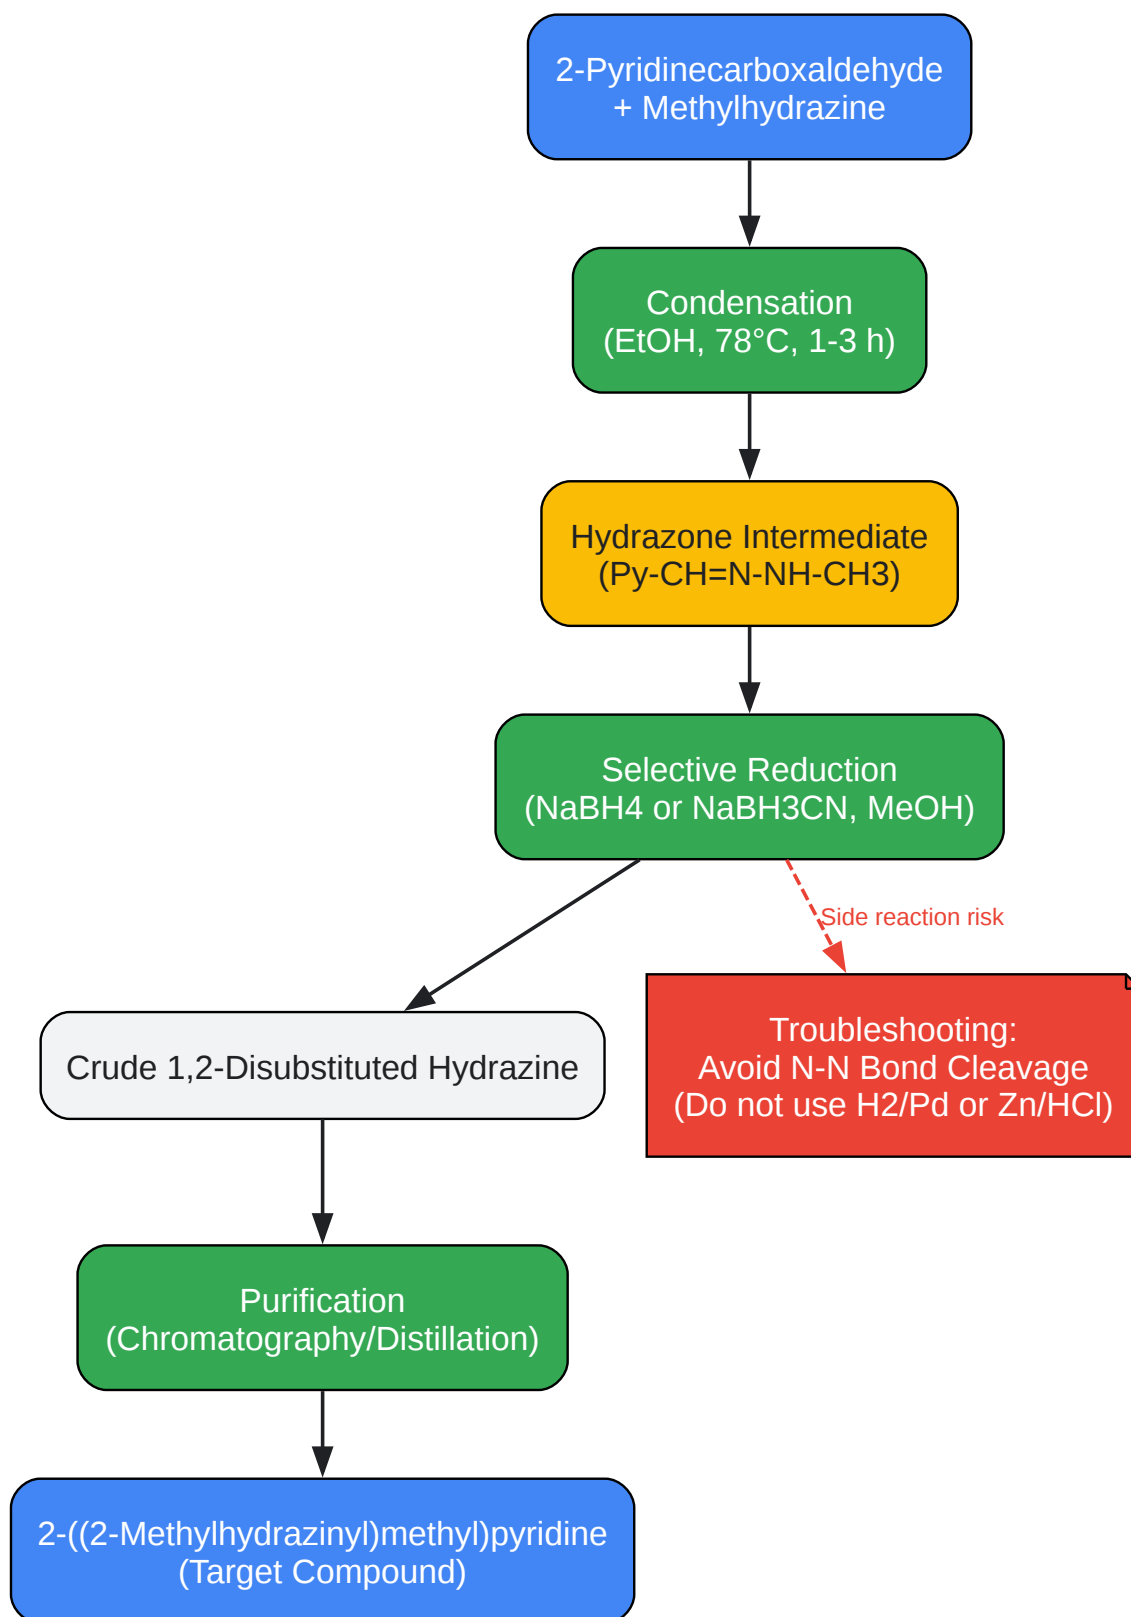 2-Pyridinecarboxaldehyde
+ Methylhydrazine
Condensation
(EtOH, 78°C, 1-3 h)
Hydrazone Intermediate
(Py-CH=N-NH-CH3)
Selective Reduction
(NaBH4 or NaBH3CN, MeOH)
Side reaction risk
Troubleshooting:
Avoid N-N Bond Cleavage
(Do not use H2/Pd or Zn/HCl)
Crude 1,2-Disubstituted Hydrazine
Purification
(Chromatography/Distillation)
2-((2-Methylhydrazinyl)methyl)pyridine
(Target Compound)